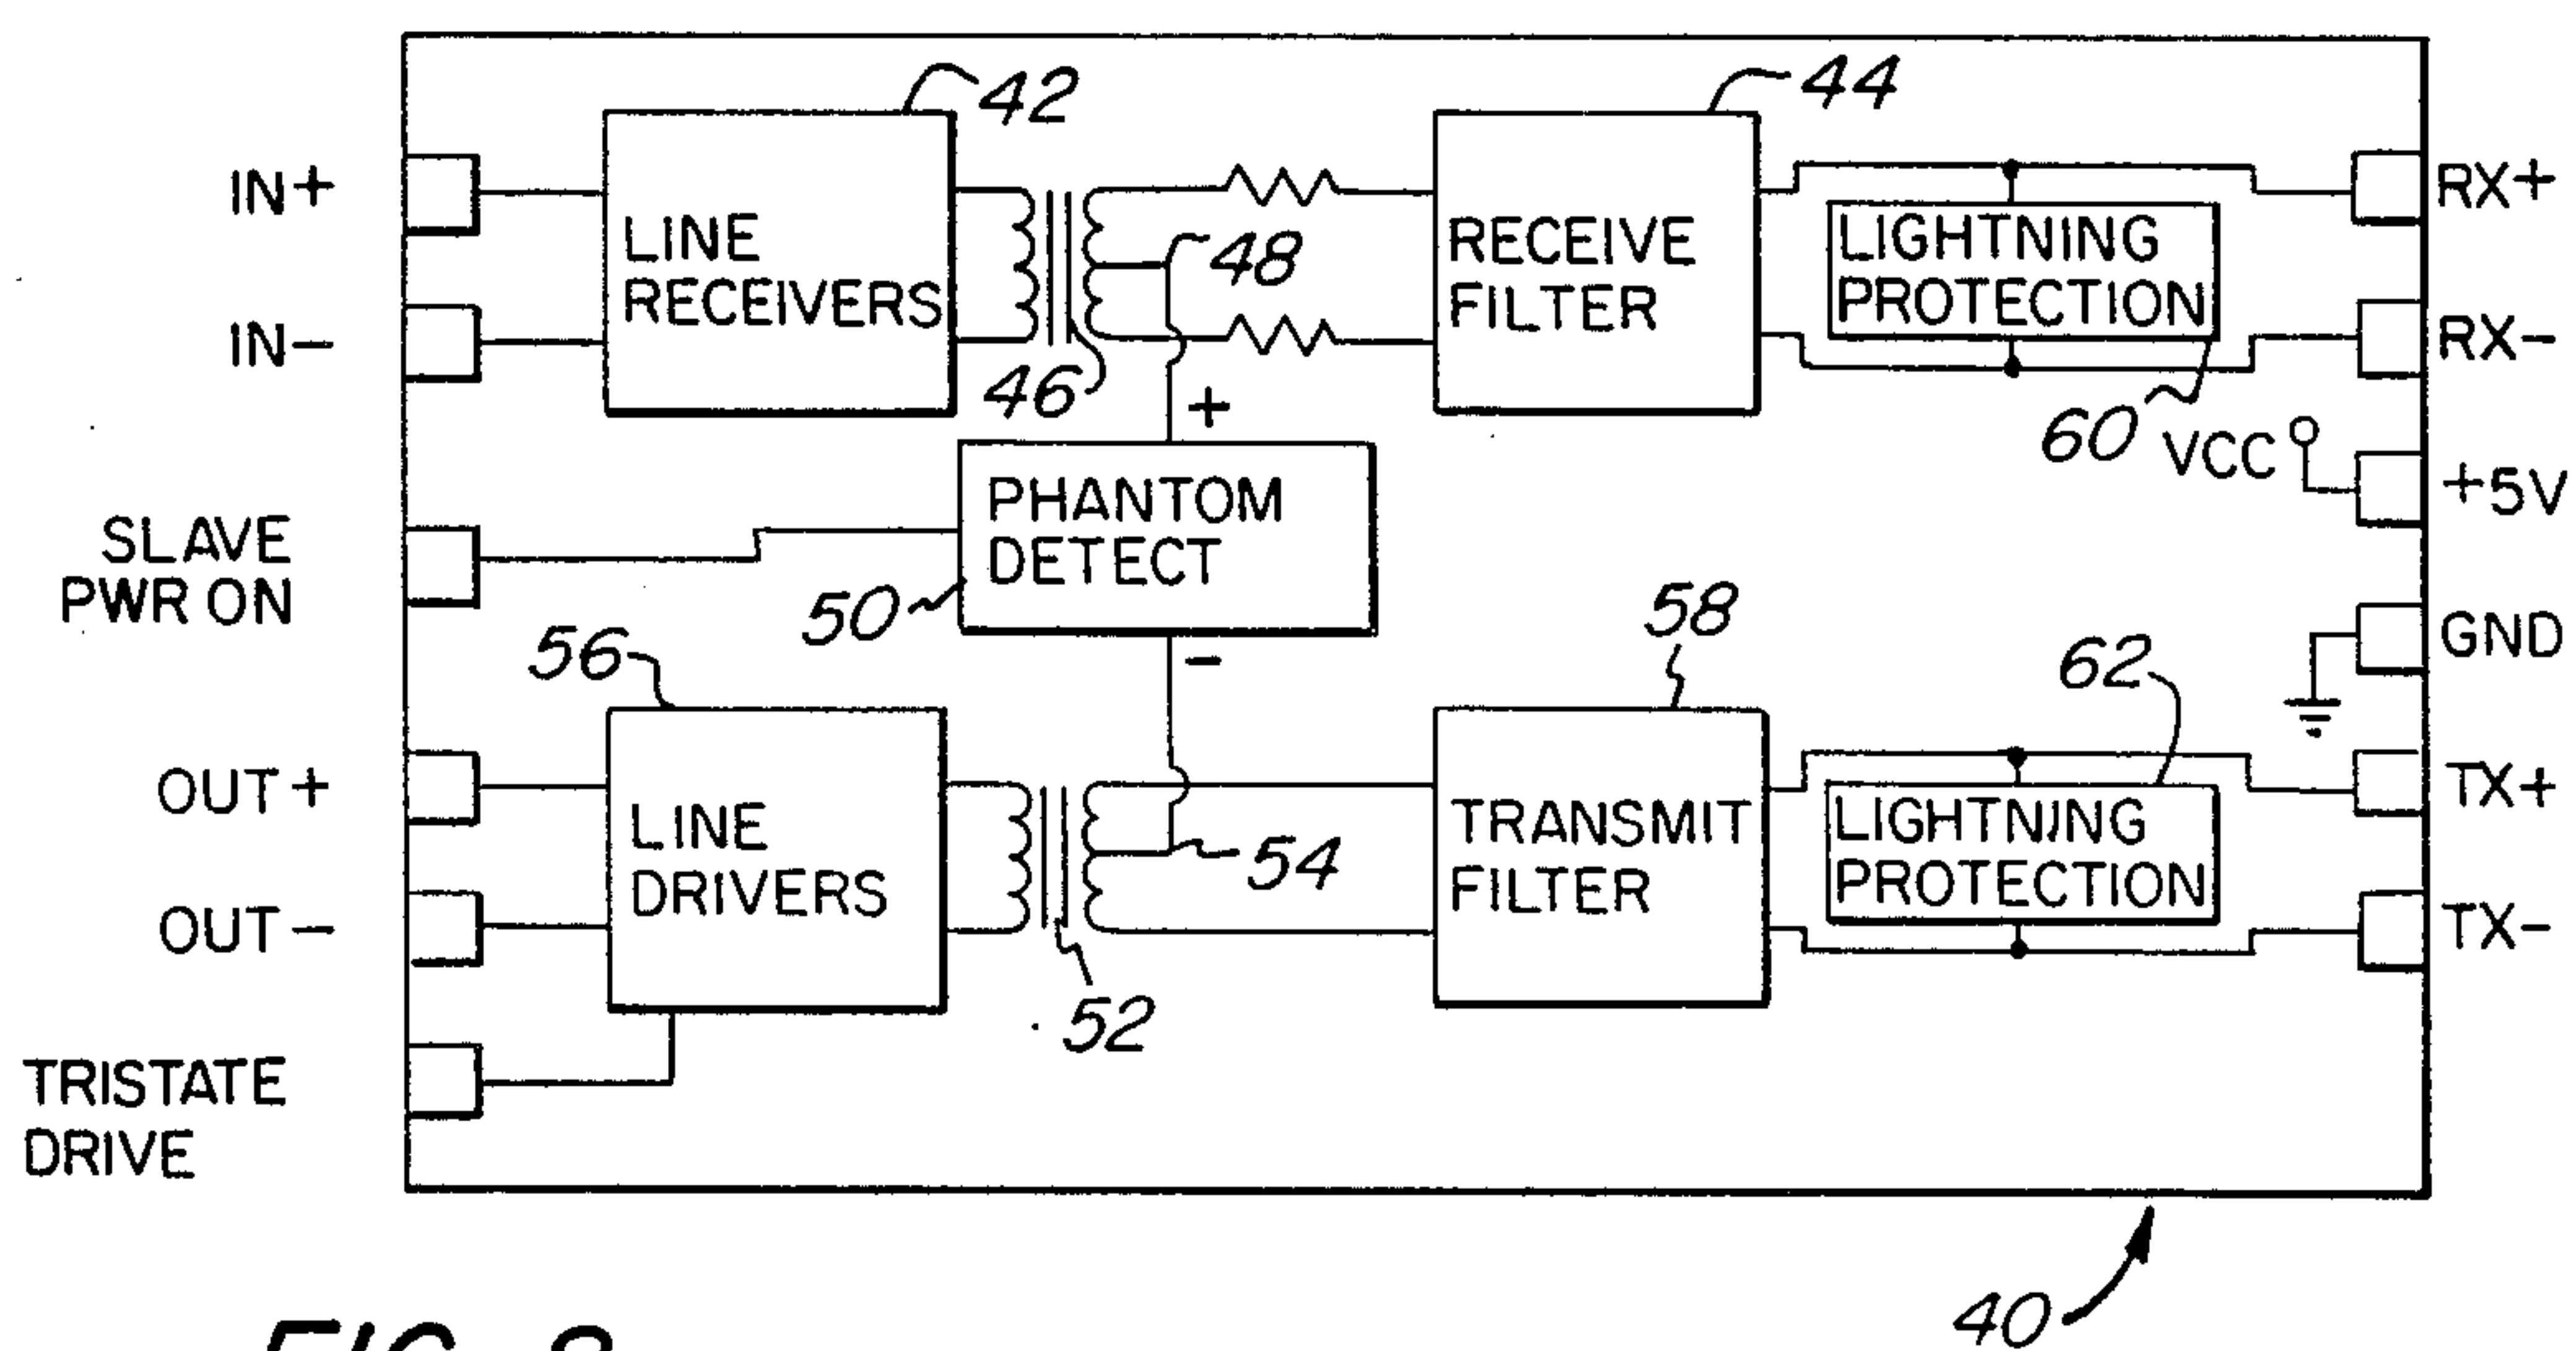 42
44
IN+
LINE
RECEIVERS
48
RECEIVE
FILTER
LIGHTNING
PROTECTION
RX+
IN-
46
RX-
+
60
VCC
+5V
SLAVE
PWR ON
PHANTOM
DETECT
50
-
58
GND
56
62
OUT+
LINE
DRIVERS
54
TRANSMIT
FILTER
LIGHTNING
PROTECTION
TX+
OUT-
TX-
52
TRISTATE
DRIVE
40